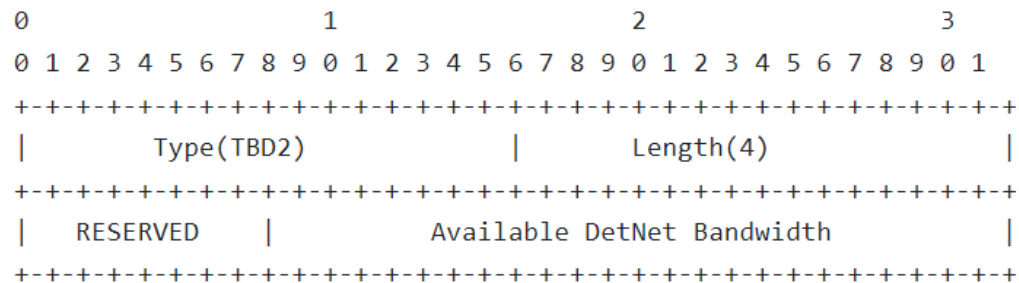 0                   1                   2                   3
0 1 2 3 4 5 6 7 8 9 0 1 2 3 4 5 6 7 8 9 0 1 2 3 4 5 6 7 8 9 0 1
+-+-+-+-+-+-+-+-+-+-+-+-+-+-+-+-+-+-+-+-+-+-+-+-+-+-+-+-+-+-+-+-+
|        Type(TBD2)             |       Length(4)               |
+-+-+-+-+-+-+-+-+-+-+-+-+-+-+-+-+-+-+-+-+-+-+-+-+-+-+-+-+-+-+-+-+
|   RESERVED    |          Available DetNet Bandwidth           |
+-+-+-+-+-+-+-+-+-+-+-+-+-+-+-+-+-+-+-+-+-+-+-+-+-+-+-+-+-+-+-+-+